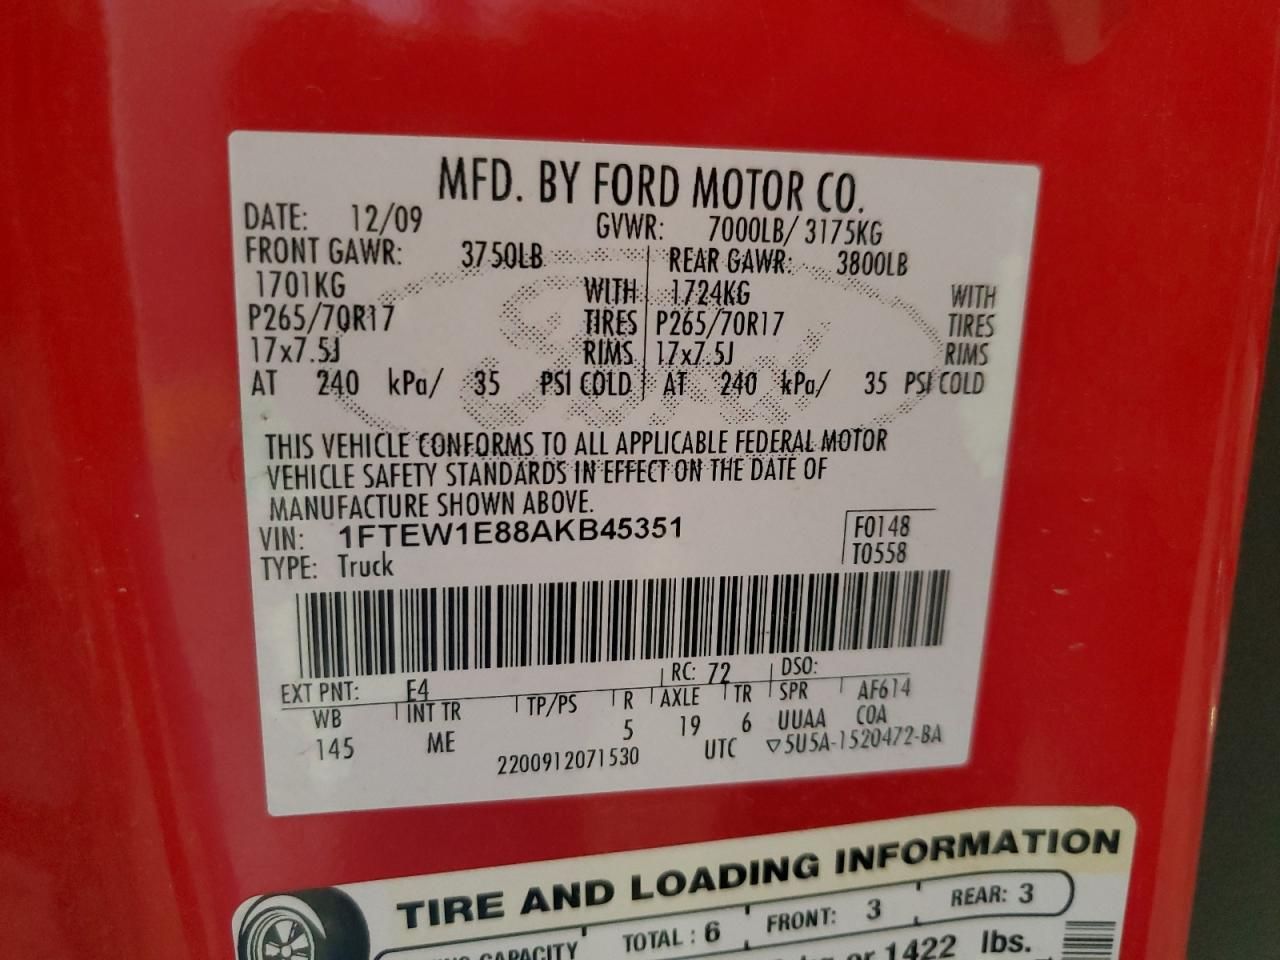 MFD. BY FORD MOTOR CO.
DATE: 12/09 GVWR: 7000LB/ 3175KG
FRONT GAWR: 3750LB REAR GAWR: 3800LB
1701KG WITH 1724KG WITH
P265/70R17 TIRES P265/70R17 TIRES
17x7.5J RIMS 17x7.5J RIMS
AT 240 kPa/ 35 PSI COLD AT 240 kPa/ 35 PSI COLD
THIS VEHICLE CONFORMS TO ALL APPLICABLE FEDERAL MOTOR
VEHICLE SAFETY STANDARDS IN EFFECT ON THE DATE OF
MANUFACTURE SHOWN ABOVE.
VIN: 1FTEW1E88AKB45351 F0148
TYPE: Truck T0558
EXT PNT: E4 RC: 72 DSO:
WB INT TR TP/PS R AXLE TR SPR AF614
145 ME 5 19 6 UUAA COA
2200912071530 UTC ▽5U5A-1520472-BA
TIRE AND LOADING INFORMATION
CAPACITY TOTAL : 6 FRONT: 3 REAR: 3
or 1422 lbs.